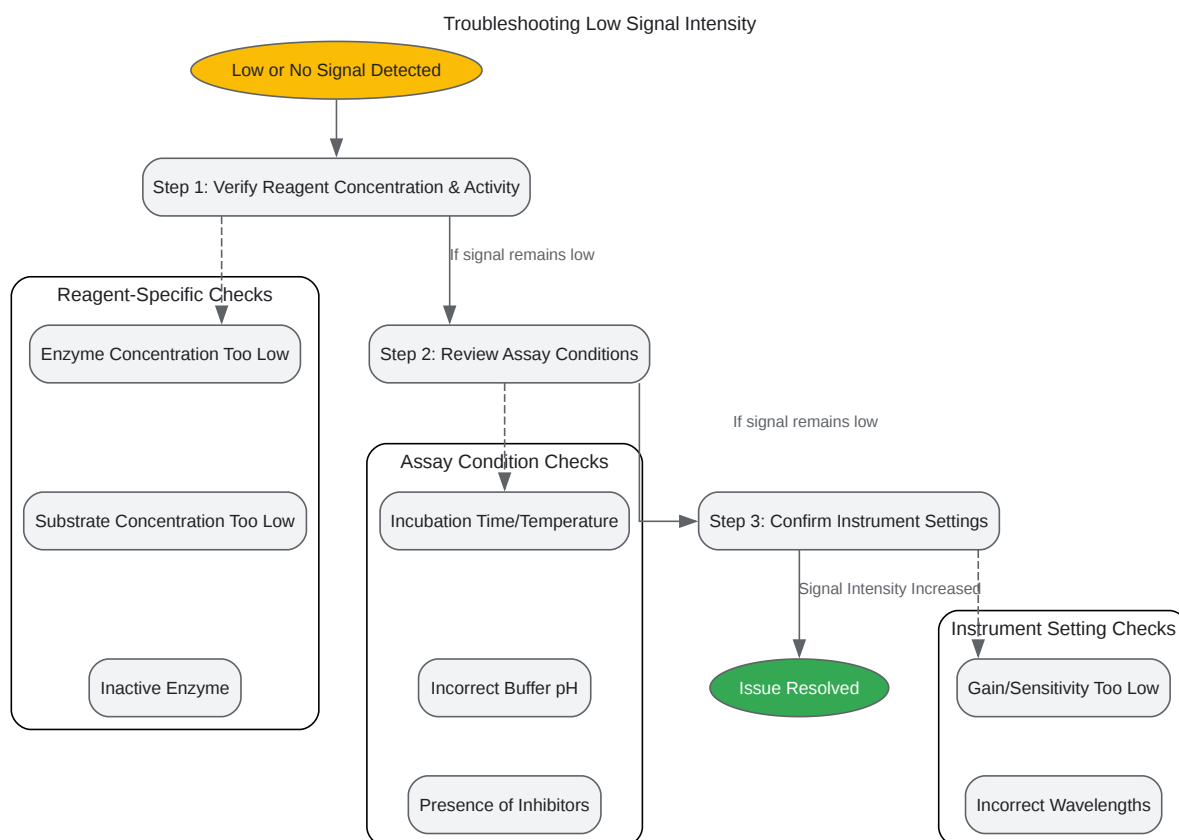 Troubleshooting Low Signal Intensity
Low or No Signal Detected
Step 1: Verify Reagent Concentration & Activity
If signal remains low
Reagent-Specific Checks
Enzyme Concentration Too Low
Substrate Concentration Too Low
Inactive Enzyme
Step 2: Review Assay Conditions
If signal remains low
Assay Condition Checks
Incubation Time/Temperature
Incorrect Buffer pH
Presence of Inhibitors
Step 3: Confirm Instrument Settings
Signal Intensity Increased
Issue Resolved
Instrument Setting Checks
Gain/Sensitivity Too Low
Incorrect Wavelengths